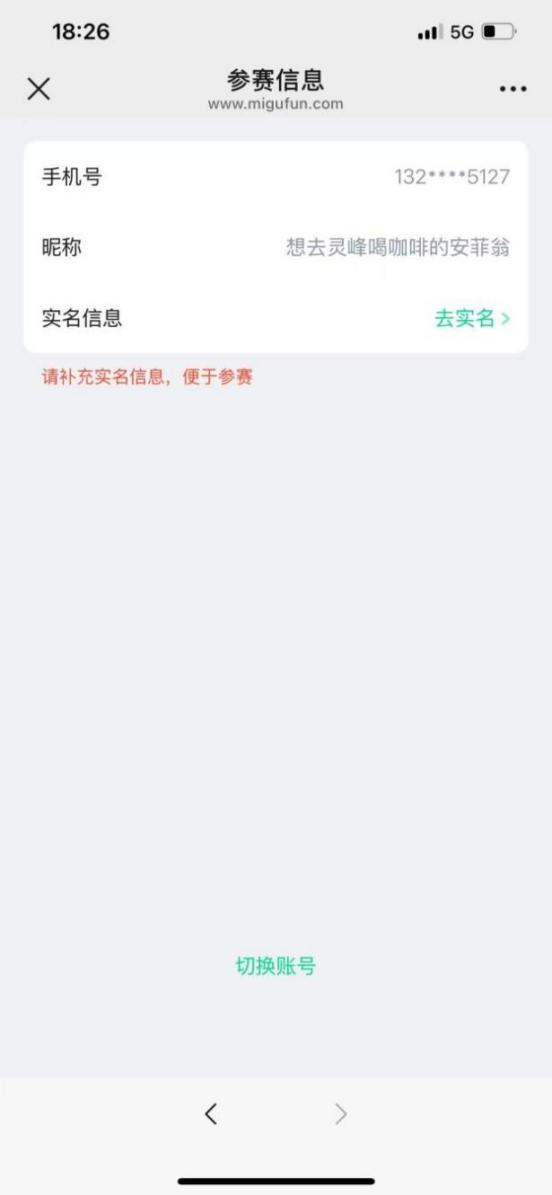 18:26
5G
参赛信息
www.migufun.com
手机号 132****5127
昵称 想去灵峰喝咖啡的安菲翁
实名信息 去实名
请补充实名信息，便于参赛
切换账号